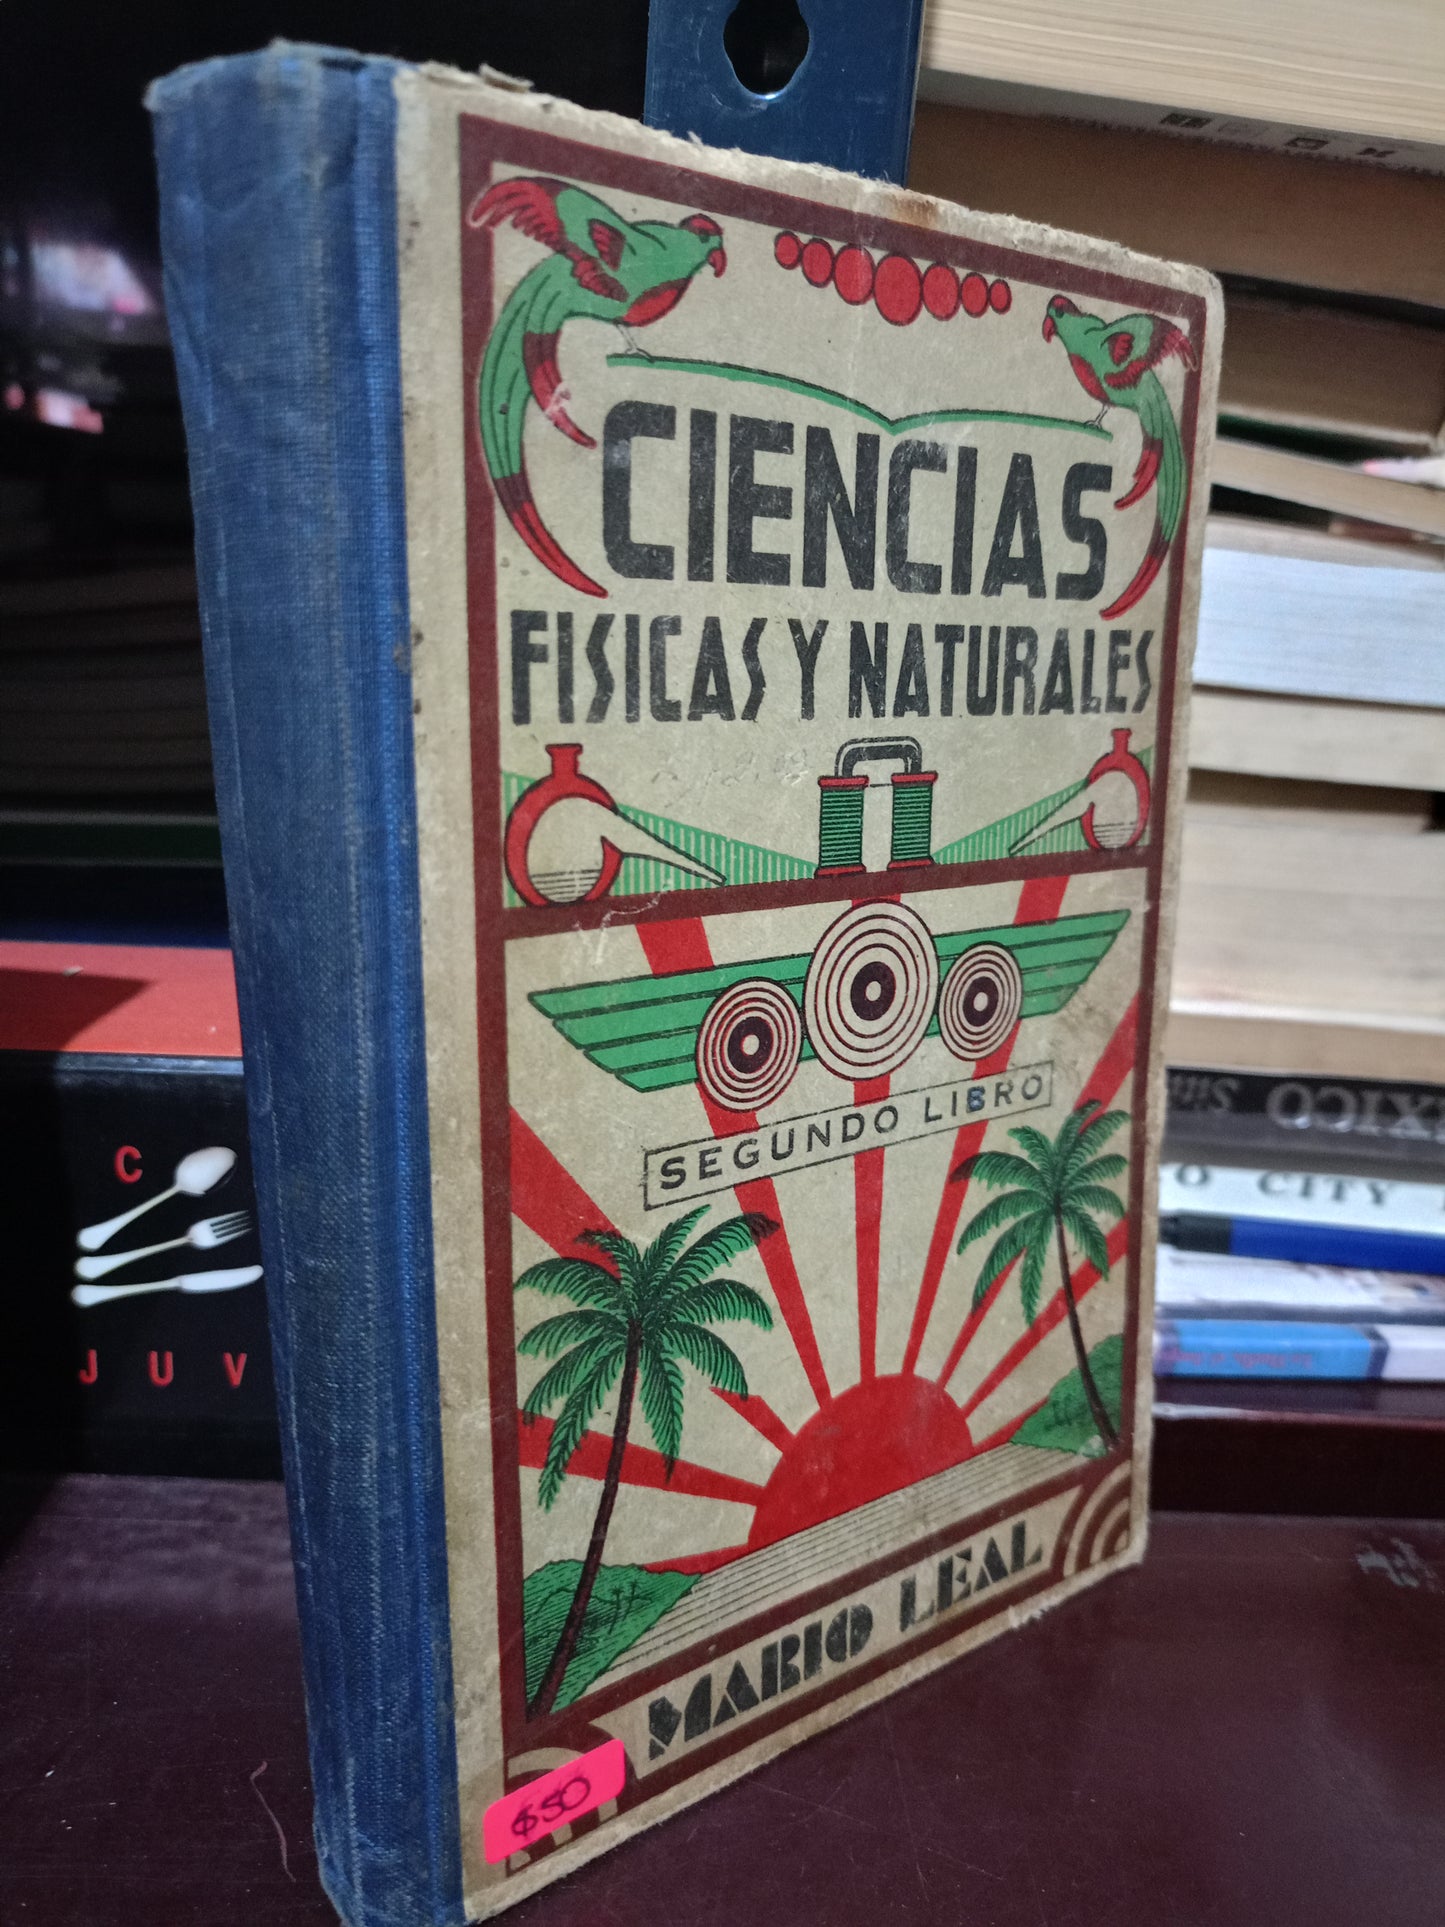 CIENCIAS
FISICAS Y NATURALES
SEGUNDO LIBRO
MARIO LEAL
$50
C
JUV
MEXICO
O CITY